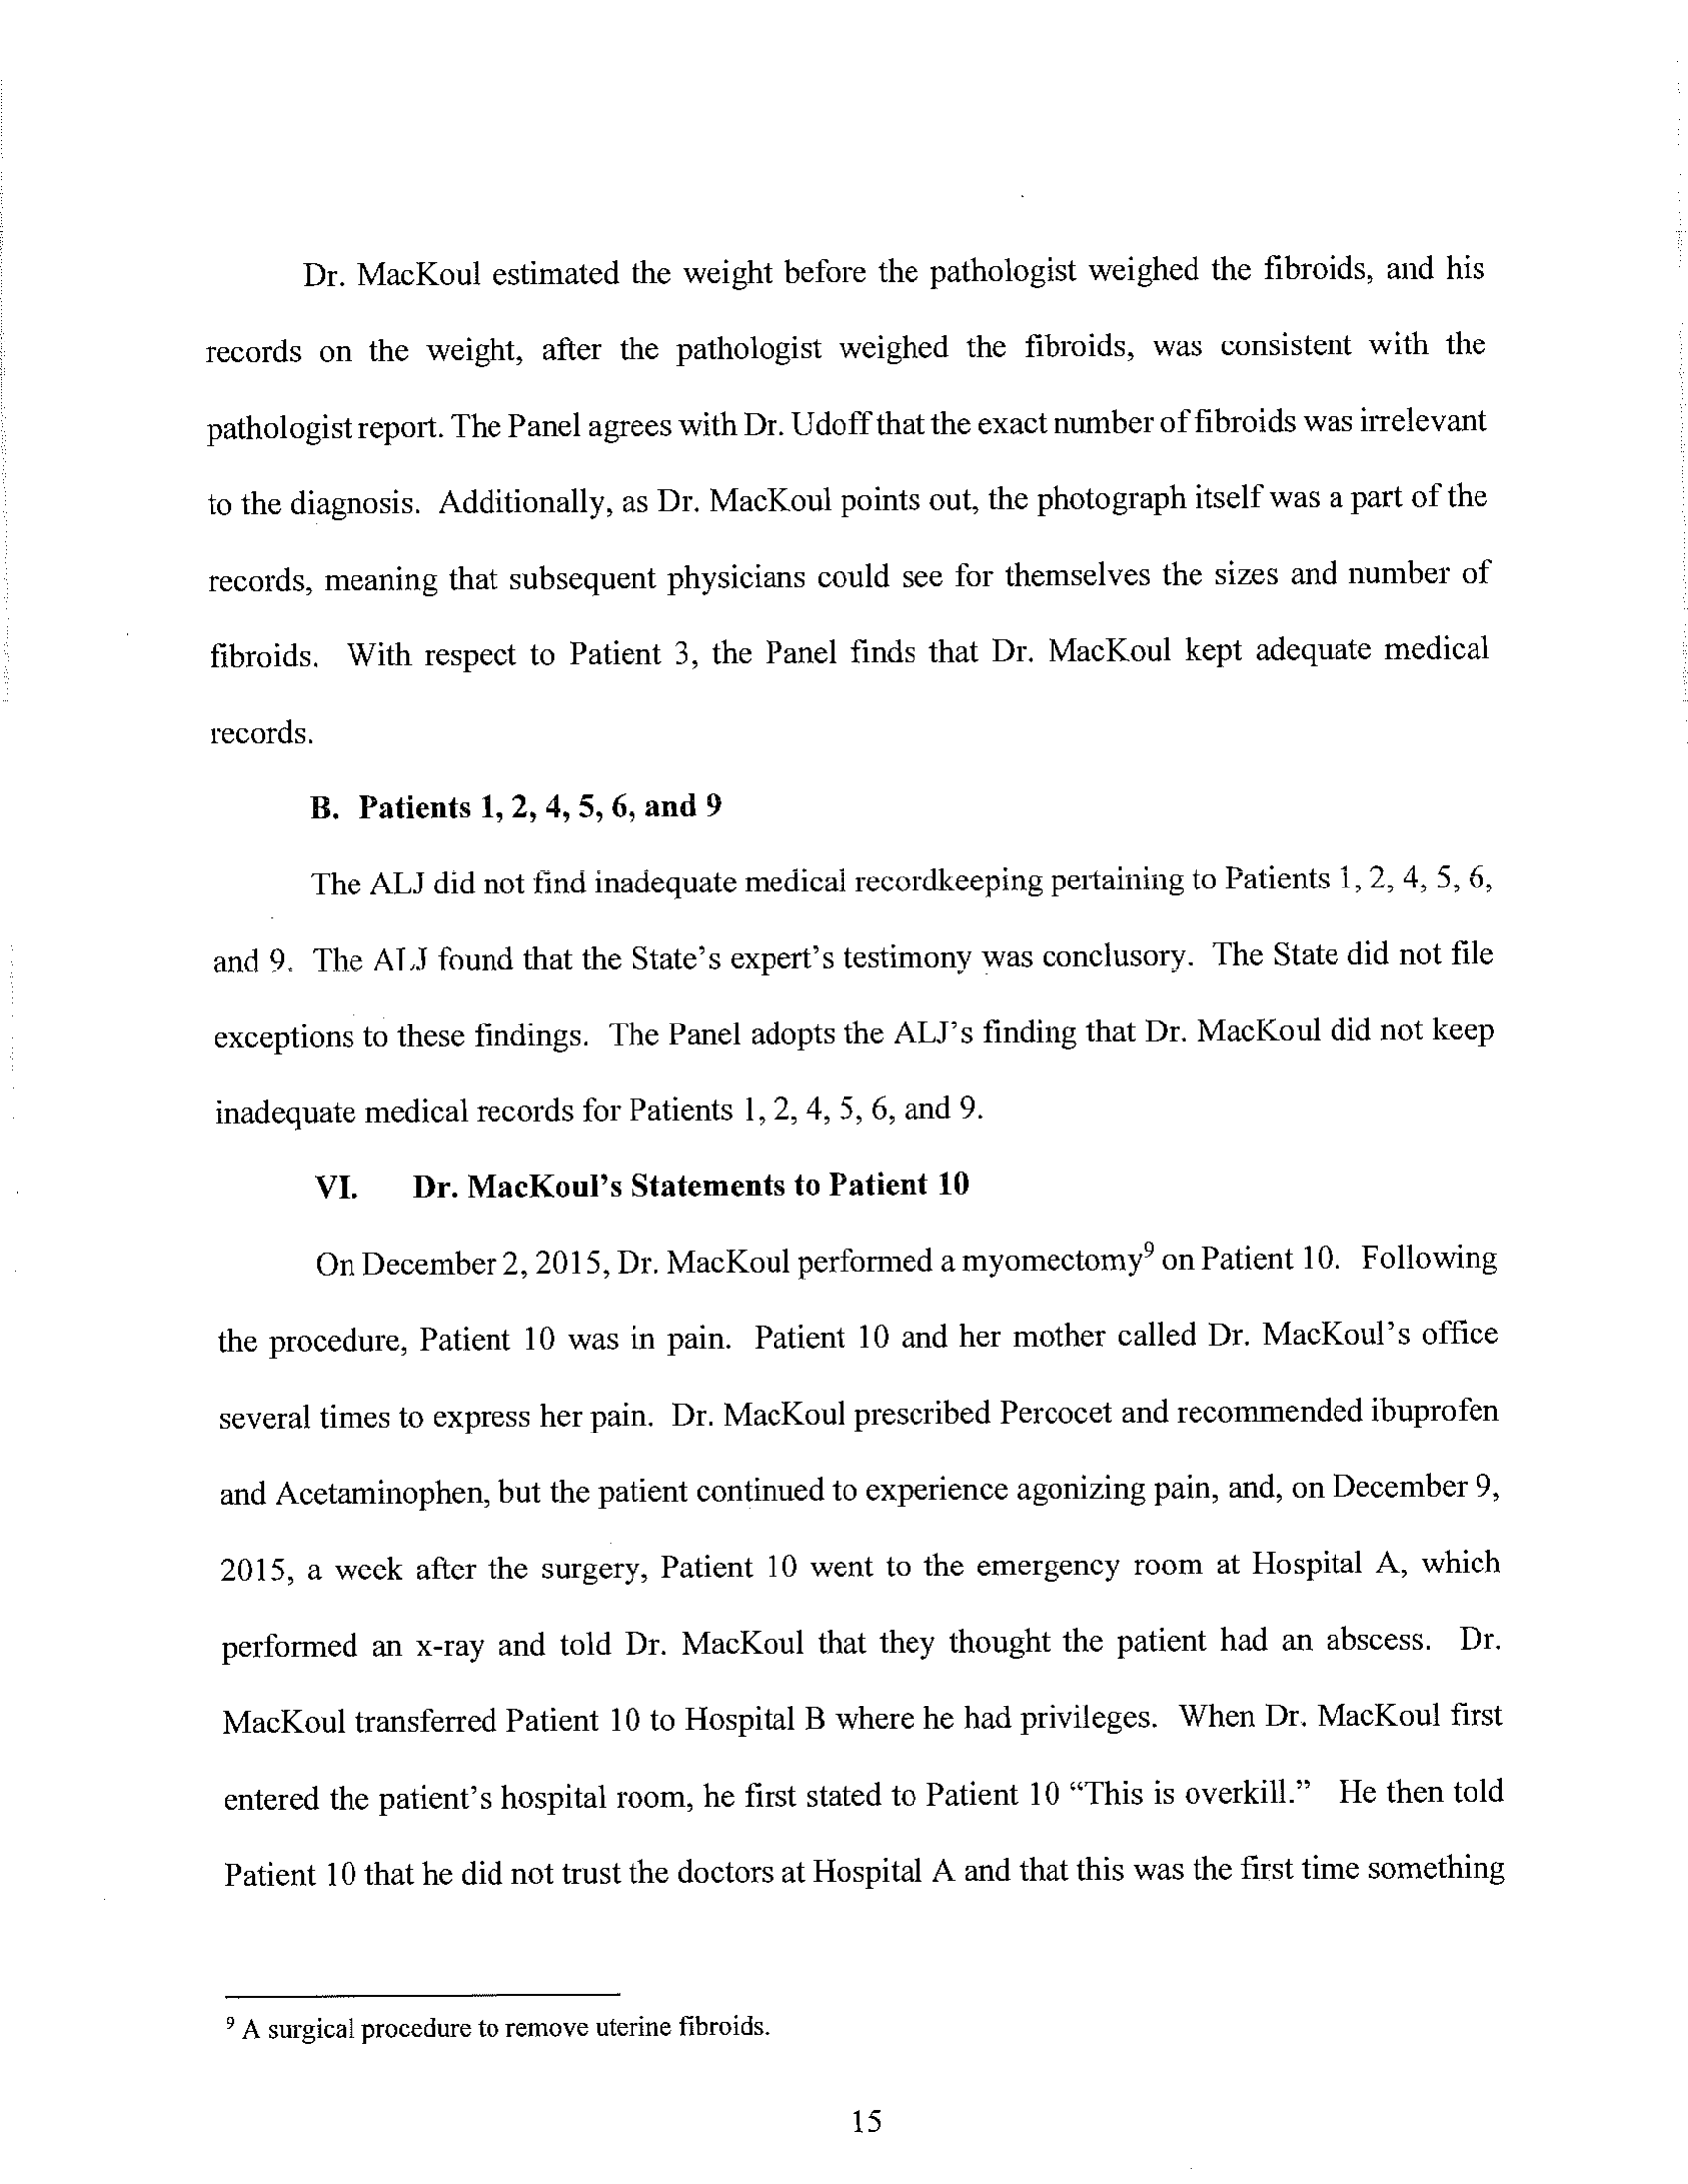 Dr. MacKoul estimated the weight before the pathologist weighed the fibroids, and his
records on the weight, after the pathologist weighed the fibroids, was consistent with the
pathologist report. The Panel agrees with Dr. Udoff that the exact number of fibroids was irrelevant
to the diagnosis. Additionally, as Dr. MacKoul points out, the photograph itself was a part of the
records, meaning that subsequent physicians could see for themselves the sizes and number of
fibroids. With respect to Patient 3, the Panel finds that Dr. MacKoul kept adequate medical
records.
B. Patients 1, 2, 4, 5, 6, and 9
The ALJ did not find inadequate medical recordkeeping pertaining to Patients 1, 2, 4, 5, 6,
and 9. The ALJ found that the State's expert's testimony was conclusory. The State did not file
exceptions to these findings. The Panel adopts the ALJ's finding that Dr. MacKoul did not keep
inadequate medical records for Patients 1, 2, 4, 5, 6, and 9.
VI. Dr. MacKoul's Statements to Patient 10
On December 2, 2015, Dr. MacKoul performed a myomectomy⁹ on Patient 10. Following
the procedure, Patient 10 was in pain. Patient 10 and her mother called Dr. MacKoul's office
several times to express her pain. Dr. MacKoul prescribed Percocet and recommended ibuprofen
and Acetaminophen, but the patient continued to experience agonizing pain, and, on December 9,
2015, a week after the surgery, Patient 10 went to the emergency room at Hospital A, which
performed an x-ray and told Dr. MacKoul that they thought the patient had an abscess. Dr.
MacKoul transferred Patient 10 to Hospital B where he had privileges. When Dr. MacKoul first
entered the patient's hospital room, he first stated to Patient 10 “This is overkill.” He then told
Patient 10 that he did not trust the doctors at Hospital A and that this was the first time something
⁹ A surgical procedure to remove uterine fibroids.
15